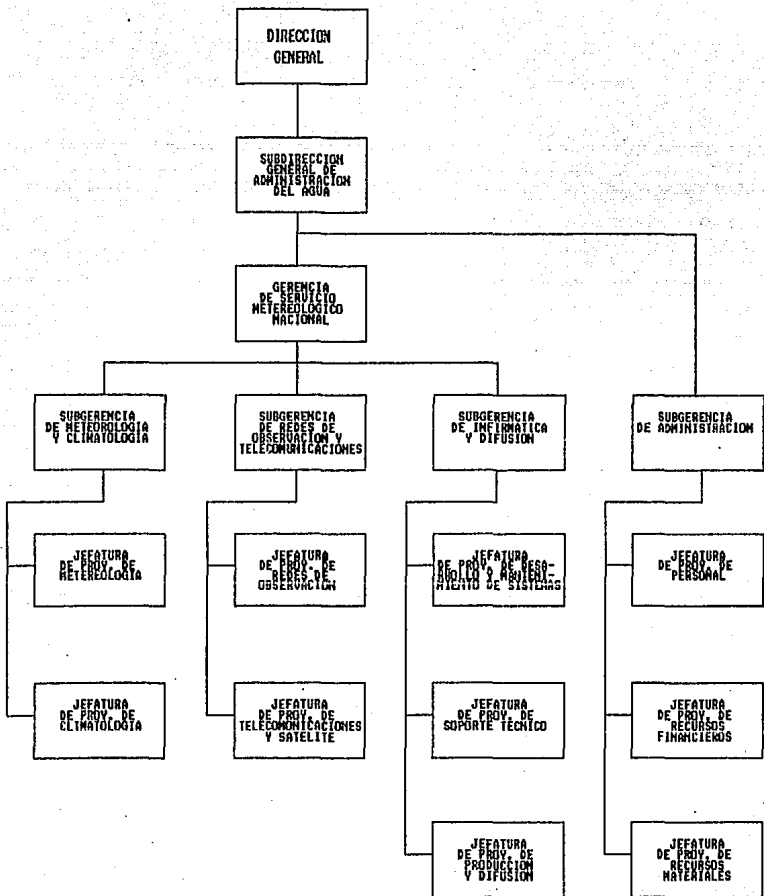 DIRECCION
GENERAL
SUBDIRECCION
GENERAL DE
ADMINISTRACION
DEL AGUA
GERENCIA
DE SERVICIO
METEREOLOGICO
NACIONAL
SUBGERENCIA
DE METEOROLOGIA
Y CLIMATOLOGIA
SUBGERENCIA
DE REDES DE
OBSERVACION Y
TELECOMUNICACIONES
SUBGERENCIA
DE INFIRMATICA
Y DIFUSION
SUBGERENCIA
DE ADMINISTRACION
JEFATURA
DE PROY. DE
METEREOLOGIA
JEFATURA
DE PROY. DE
REDES DE
OBSERVACION
JEFATURA
DE PROY. DE DESA-
RROLLO Y MANTENI-
MIENTO DE SISTEMAS
JEFATURA
DE PROY. DE
PERSONAL
JEFATURA
DE PROY. DE
CLIMATOLOGIA
JEFATURA
DE PROY. DE
TELECOMONICACIONES
Y SATELITE
JEFATURA
DE PROY. DE
SOPORTE TECNICO
JEFATURA
DE PROY. DE
RECURSOS
FINANCIEROS
JEFATURA
DE PROY. DE
PRODUCCION
Y DIFUSION
JEFATURA
DE PROY. DE
RECURSOS
MATERIALES